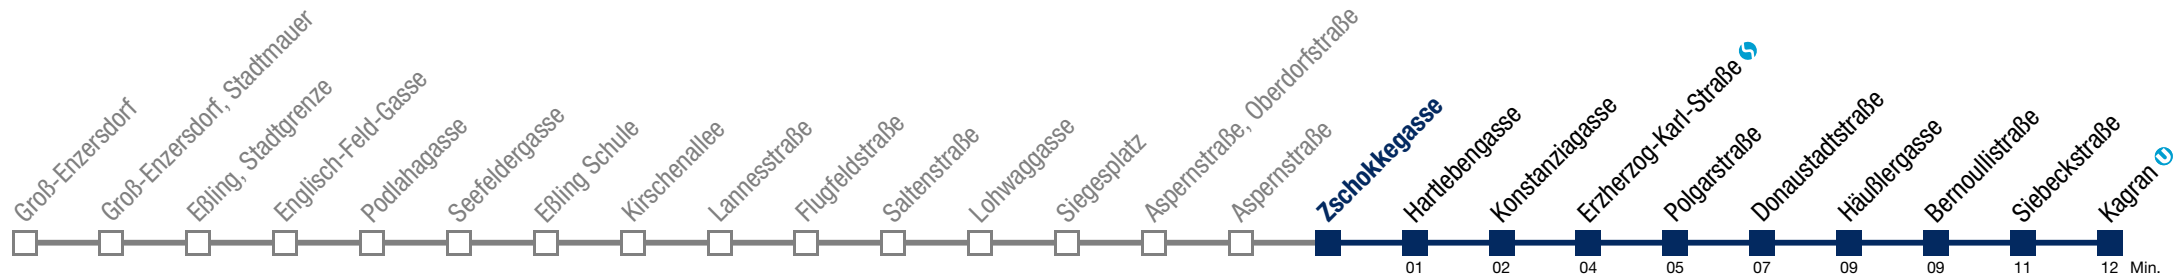 Groß-Enzersdorf
Groß-Enzersdorf, Stadtmauer
Eßling, Stadtgrenze
Englisch-Feld-Gasse
Podlahagasse
Seefeldergasse
Eßling Schule
Kirschenallee
Lannesstraße
Flugfeldstraße
Saltenstraße
Lohwaggasse
Siegesplatz
Aspernstraße, Oberdorfstraße
Aspernstraße
Zschokkegasse
Hartlebengasse
Konstanziagasse
Erzherzog-Karl-Straße
Polgarstraße
Donaustadtstraße
Häußlergasse
Bernoullistraße
Siebeckstraße
Kagran U
01 02 04 05 07 09 09 11 12 Min.